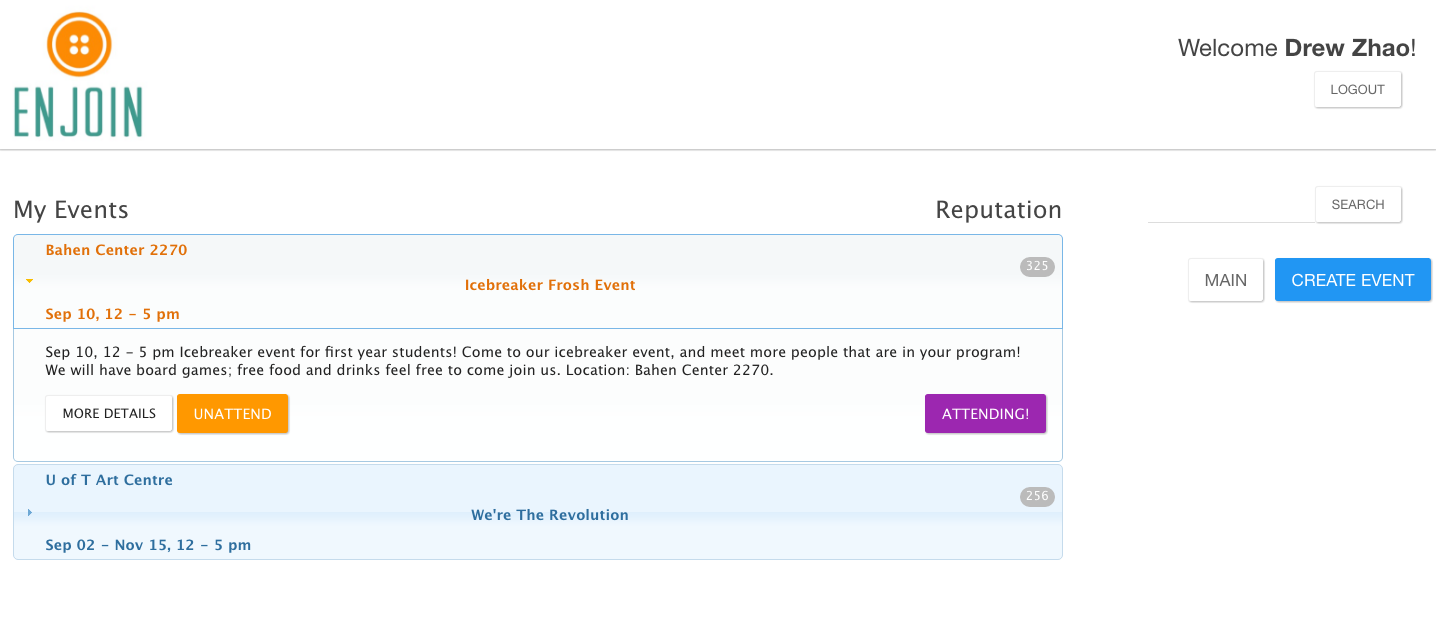 ENJOIN
Welcome Drew Zhao!
LOGOUT
My Events
Reputation
SEARCH
MAIN
CREATE EVENT
Bahen Center 2270
325
Icebreaker Frosh Event
Sep 10, 12 - 5 pm
Sep 10, 12 - 5 pm Icebreaker event for first year students! Come to our icebreaker event, and meet more people that are in your program!
We will have board games; free food and drinks feel free to come join us. Location: Bahen Center 2270.
MORE DETAILS
UNATTEND
ATTENDING!
U of T Art Centre
256
We're The Revolution
Sep 02 - Nov 15, 12 - 5 pm